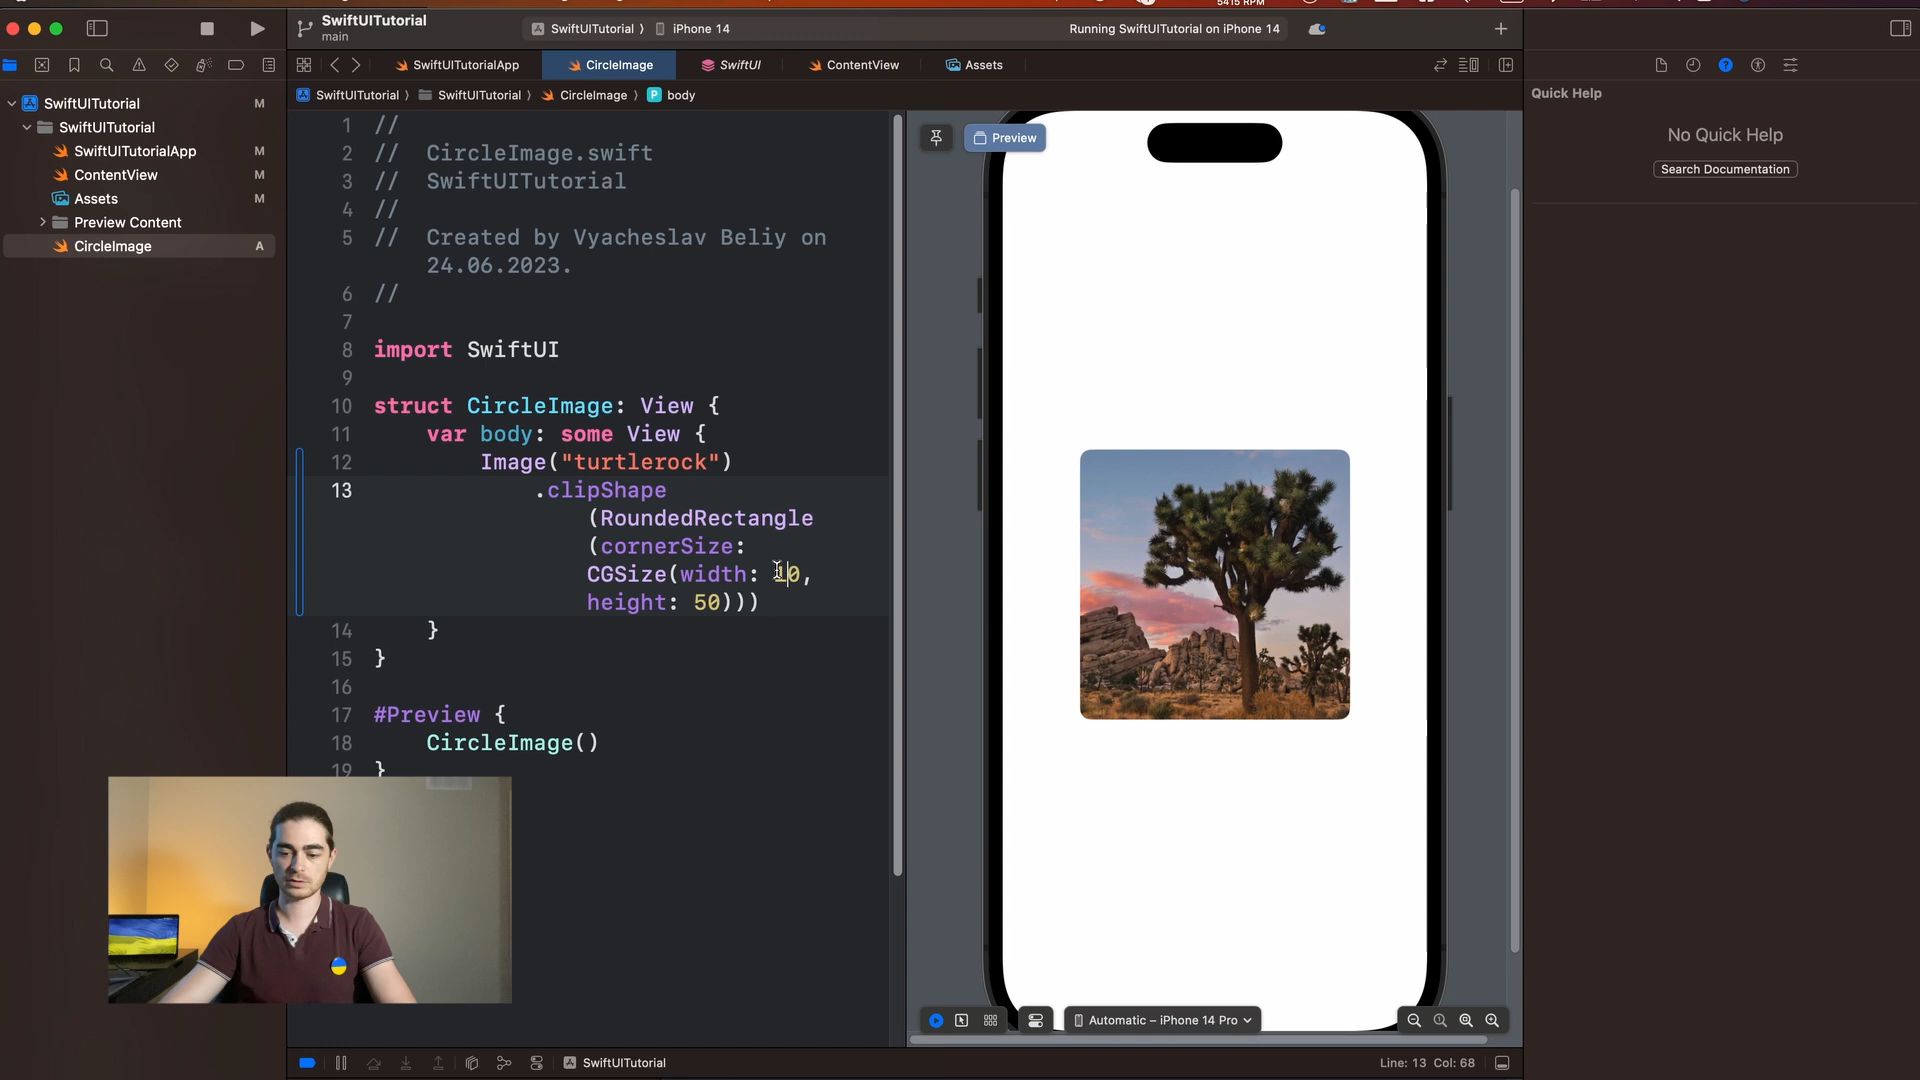 5415 RPM
SwiftUITutorial
main
SwiftUITutorial ⟩ iPhone 14
Running SwiftUITutorial on iPhone 14
SwiftUITutorialApp
CircleImage
SwiftUI
ContentView
Assets
SwiftUITutorial ⟩ SwiftUITutorial ⟩ CircleImage ⟩ P body
SwiftUITutorial M
SwiftUITutorial
SwiftUITutorialApp M
ContentView M
Assets M
Preview Content
CircleImage A
1 //
2 // CircleImage.swift
3 // SwiftUITutorial
4 //
5 // Created by Vyacheslav Beliy on
24.06.2023.
6 //
7
8 import SwiftUI
9
10 struct CircleImage: View {
11 var body: some View {
12 Image("turtlerock")
13 .clipShape
(RoundedRectangle
(cornerSize:
CGSize(width: 10,
height: 50)))
14 }
15 }
16
17 #Preview {
18 CircleImage()
19 }
Preview
Automatic – iPhone 14 Pro
Quick Help
No Quick Help
Search Documentation
SwiftUITutorial
Line: 13 Col: 68